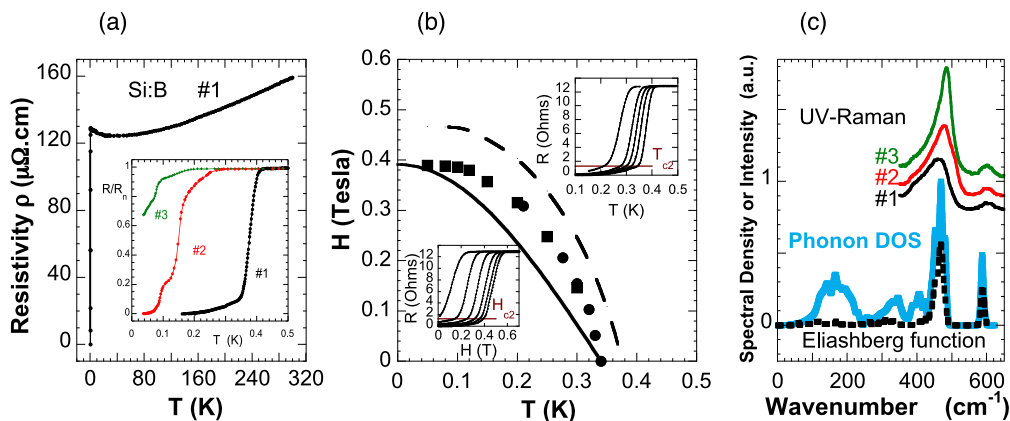 (a)
Si:B #1
Resistivity ρ (μΩ.cm)
160
120
80
40
0
0 80 160 240 320
T (K)
R/R
1
0.8
0.6
0.4
0.2
0
#3
#2
#1
0 0.1 0.2 0.3 0.4 0.5
T (K)
(b)
H (Tesla)
0.6
0.5
0.4
0.3
0.2
0.1
0
0 0.1 0.2 0.3 0.4
T (K)
R (Ohms)
12
10
8
6
4
2
0
Tc2
0.1 0.2 0.3 0.4 0.5
T (K)
R (Ohms)
12
10
8
6
4
2
0
Hc2
0 0.2 0.4 0.6
H (T)
(c)
Spectral Density or Intensity (a.u.)
1
0
UV-Raman
#3
#2
#1
Phonon DOS
Eliashberg function
0 200 400 600
Wavenumber (cm-1)